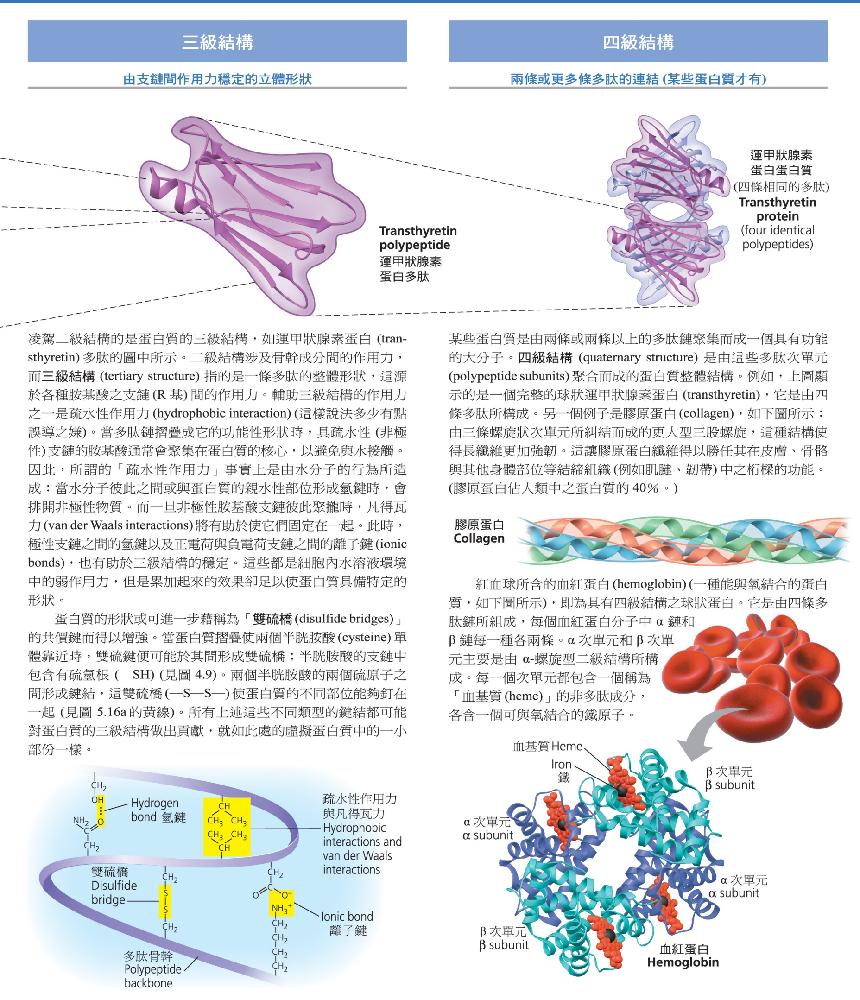 三級結構
由支鏈間作用力穩定的立體形狀
Transthyretin
polypeptide
運甲狀腺素
蛋白多肽
凌駕二級結構的是蛋白質的三級結構，如運甲狀腺素蛋白 (tran-
sthyretin) 多肽的圖中所示。二級結構涉及骨幹成分間的作用力，
而三級結構 (tertiary structure) 指的是一條多肽的整體形狀，這源
於各種胺基酸之支鏈 (R 基) 間的作用力。輔助三級結構的作用力
之一是疏水性作用力 (hydrophobic interaction) (這樣說法多少有點
誤導之嫌)。當多肽鏈摺疊成它的功能性形狀時，具疏水性 (非極
性) 支鏈的胺基酸通常會聚集在蛋白質的核心，以避免與水接觸。
因此，所謂的「疏水性作用力」事實上是由水分子的行為所造
成：當水分子彼此之間或與蛋白質的親水性部位形成氫鍵時，會
排開非極性物質。而一旦非極性胺基酸支鏈彼此聚攏時，凡得瓦
力 (van der Waals interactions) 將有助於使它們固定在一起。此時，
極性支鏈之間的氫鍵以及正電荷與負電荷支鏈之間的離子鍵 (ionic
bonds)，也有助於三級結構的穩定。這些都是細胞內水溶液環境
中的弱作用力，但是累加起來的效果卻足以使蛋白質具備特定的
形狀。
蛋白質的形狀或可進一步藉稱為「雙硫橋 (disulfide bridges)」
的共價鍵而得以增強。當蛋白質摺疊使兩個半胱胺酸 (cysteine) 單
體靠近時，雙硫鍵便可能於其間形成雙硫橋；半胱胺酸的支鏈中
包含有硫氫根 (　SH) (見圖 4.9)。兩個半胱胺酸的兩個硫原子之
間形成鍵結，這雙硫橋 (—S—S—) 使蛋白質的不同部位能夠釘在
一起 (見圖 5.16a 的黃線)。所有上述這些不同類型的鍵結都可能
對蛋白質的三級結構做出貢獻，就如此處的虛擬蛋白質中的一小
部份一樣。
CH₂
OH
O
NH₂
C
CH₂
Hydrogen
bond 氫鍵
CH
CH₃ CH₃
CH₃ CH₃
CH
疏水性作用力
與凡得瓦力
Hydrophobic
interactions and
van der Waals
interactions
雙硫橋
Disulfide
bridge
CH₂
S
S
CH₂
CH₂
C
O O⁻
NH₃⁺
CH₂
CH₂
CH₂
CH₂
Ionic bond
離子鍵
多肽骨幹
Polypeptide
backbone
四級結構
兩條或更多條多肽的連結 (某些蛋白質才有)
運甲狀腺素
蛋白蛋白質
(四條相同的多肽)
Transthyretin
protein
(four identical
polypeptides)
某些蛋白質是由兩條或兩條以上的多肽鏈聚集而成一個具有功能
的大分子。四級結構 (quaternary structure) 是由這些多肽次單元
(polypeptide subunits) 聚合而成的蛋白質整體結構。例如，上圖顯
示的是一個完整的球狀運甲狀腺素蛋白 (transthyretin)，它是由四
條多肽所構成。另一個例子是膠原蛋白 (collagen)，如下圖所示：
由三條螺旋狀次單元所糾結而成的更大型三股螺旋，這種結構使
得長纖維更加強韌。這讓膠原蛋白纖維得以勝任其在皮膚、骨骼
與其他身體部位等結締組織 (例如肌腱、韌帶) 中之桁樑的功能。
(膠原蛋白佔人類中之蛋白質的 40%。)
膠原蛋白
Collagen
紅血球所含的血紅蛋白 (hemoglobin) (一種能與氧結合的蛋白
質，如下圖所示)，即為具有四級結構之球狀蛋白。它是由四條多
肽鏈所組成，每個血紅蛋白分子中 α 鏈和
β 鏈每一種各兩條。α 次單元和 β 次單
元主要是由 α-螺旋型二級結構所構
成。每一個次單元都包含一個稱為
「血基質 (heme)」的非多肽成分，
各含一個可與氧結合的鐵原子。
血基質 Heme
Iron
鐵
β 次單元
β subunit
α 次單元
α subunit
α 次單元
α subunit
β 次單元
β subunit
血紅蛋白
Hemoglobin